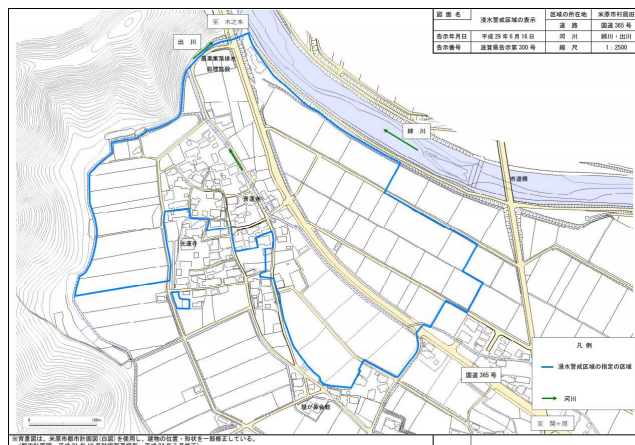 図面名 浸水警戒区域の表示 区域の所在地 米原市村居田
道路 国道365号
告示年月日 平成29年6月16日 河川 姉川・出川
告示番号 滋賀県告示第300号 縮尺 1：2500
至 木之本
出川
農業集落排水
処理施設
姉川
市道橋
光運寺
国道365号
凡例
浸水警戒区域の指定の区域
河川
至 関ヶ原
※背景図は、米原市都市計画図(白図)を使用し、建物の位置・形状を一部修正している。